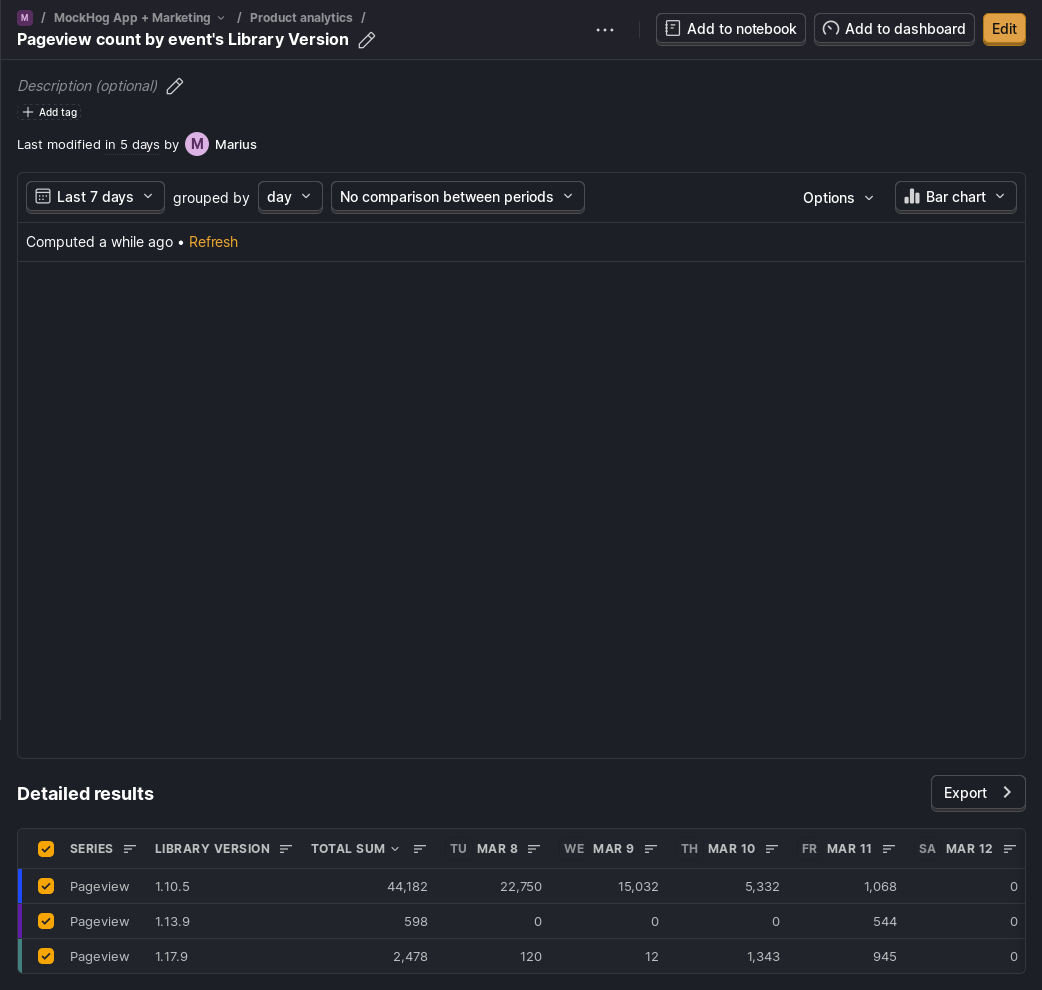 M / MockHog App + Marketing / Product analytics /
Pageview count by event's Library Version
Add to notebook Add to dashboard Edit
Description (optional)
Add tag
Last modified in 5 days by M Marius
Last 7 days grouped by day No comparison between periods Options Bar chart
Computed a while ago • Refresh
Detailed results
Export
SERIES LIBRARY VERSION TOTAL SUM TU MAR 8 WE MAR 9 TH MAR 10 FR MAR 11 SA MAR 12
Pageview 1.10.5 44,182 22,750 15,032 5,332 1,068 0
Pageview 1.13.9 598 0 0 0 544 0
Pageview 1.17.9 2,478 120 12 1,343 945 0